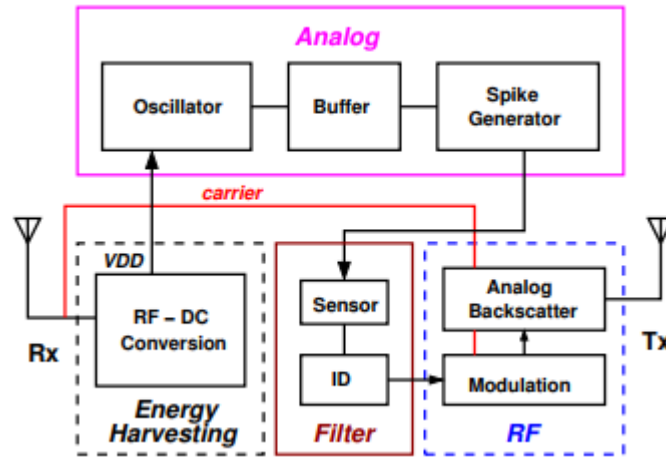 Analog
Oscillator
Buffer
Spike
Generator
carrier
VDD
RF – DC
Conversion
Rx
Energy
Harvesting
Sensor
ID
Filter
Analog
Backscatter
Modulation
RF
Tx